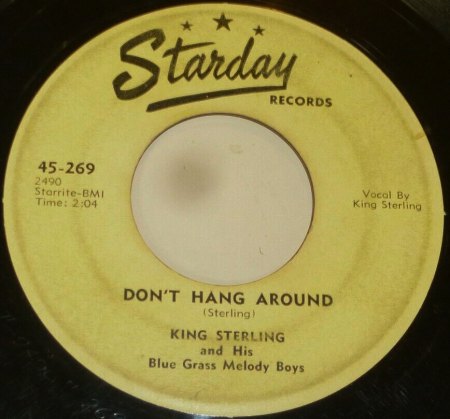 Starday
RECORDS
45-269
2490
Starrite-BMI
Time: 2:04
Vocal By
King Sterling
DON'T HANG AROUND
(Sterling)
KING STERLING
and His
Blue Grass Melody Boys